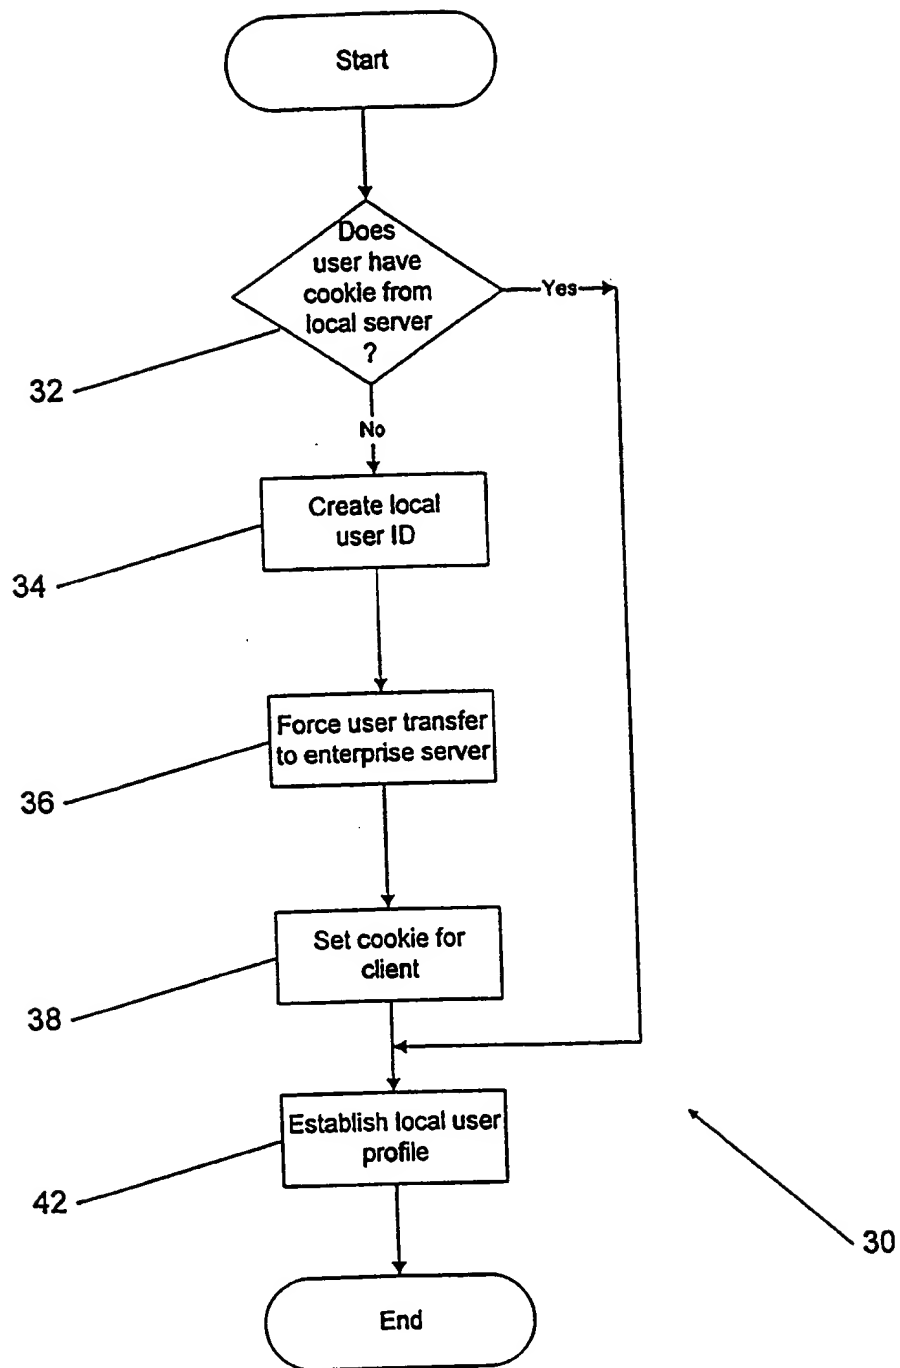 Start
Does
user have
cookie from
local server
?
Yes
32
No
Create local
user ID
34
Force user transfer
to enterprise server
36
Set cookie for
client
38
Establish local user
profile
42
30
End